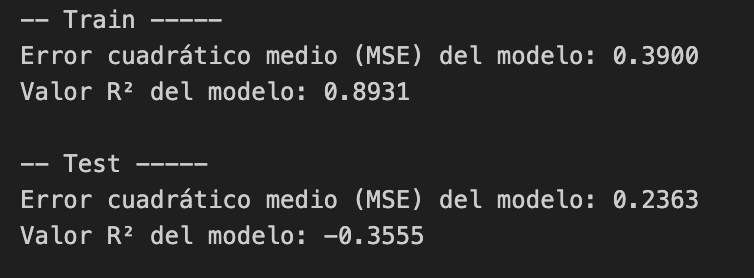 -- Train -----
Error cuadrático medio (MSE) del modelo: 0.3900
Valor R² del modelo: 0.8931
-- Test -----
Error cuadrático medio (MSE) del modelo: 0.2363
Valor R² del modelo: -0.3555